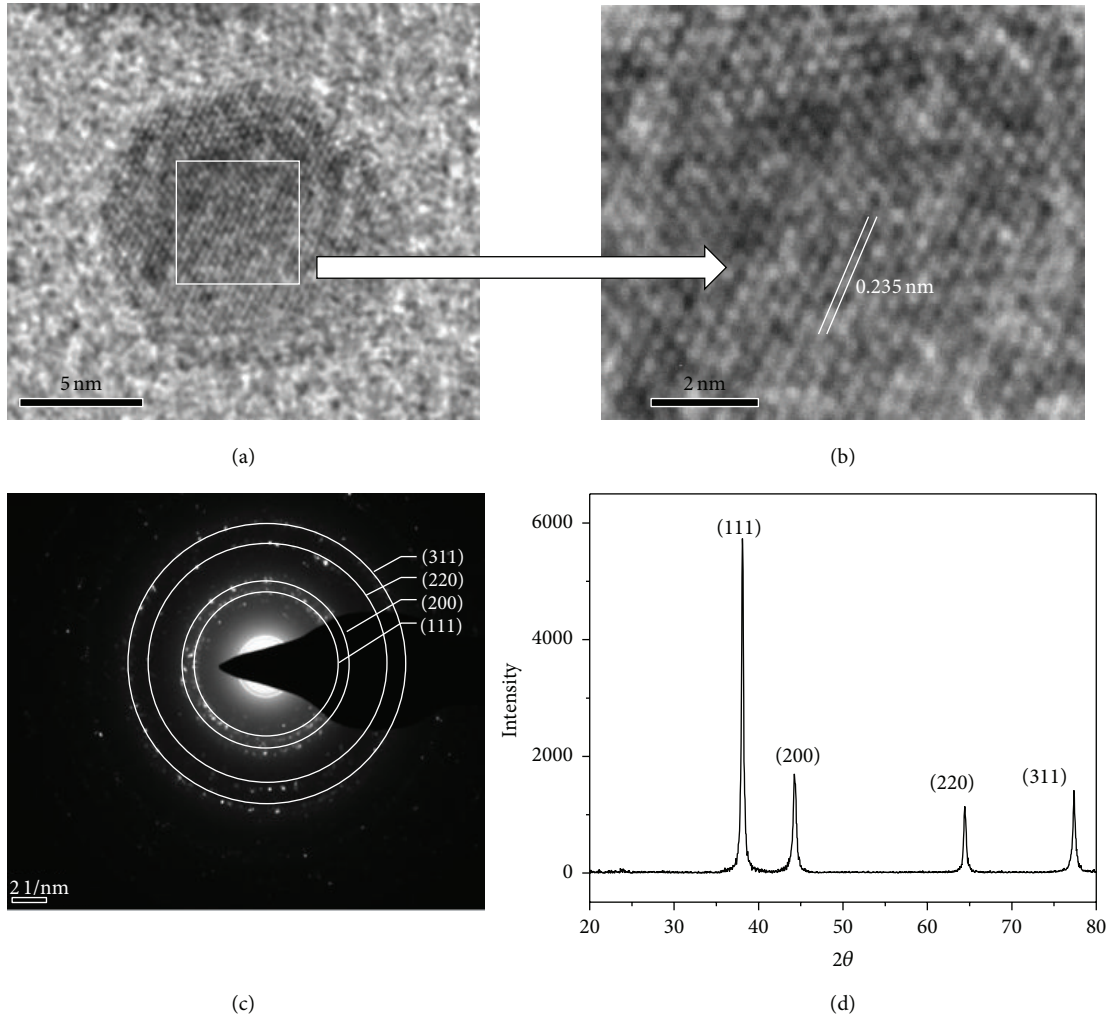 5 nm
(a)
0.235 nm
2 nm
(b)
(311)
(220)
(200)
(111)
2 1/nm
(c)
6000
4000
2000
0
Intensity
(111)
(200)
(220)
(311)
20
30
40
50
60
70
80
2θ
(d)